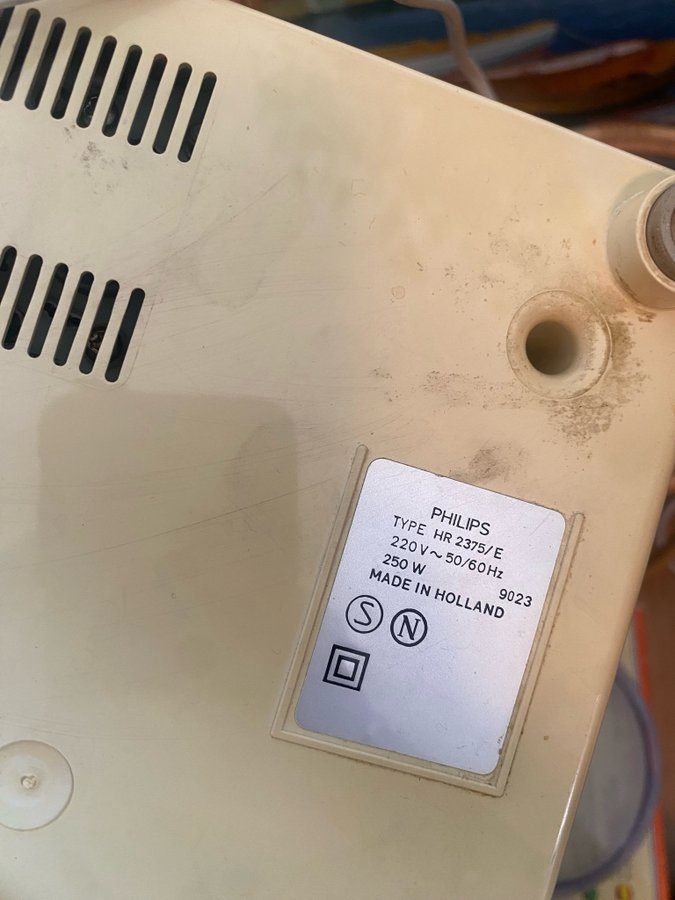 PHILIPS
TYPE HR 2375/E
220V~50/60Hz
250 W 9023
MADE IN HOLLAND
S N